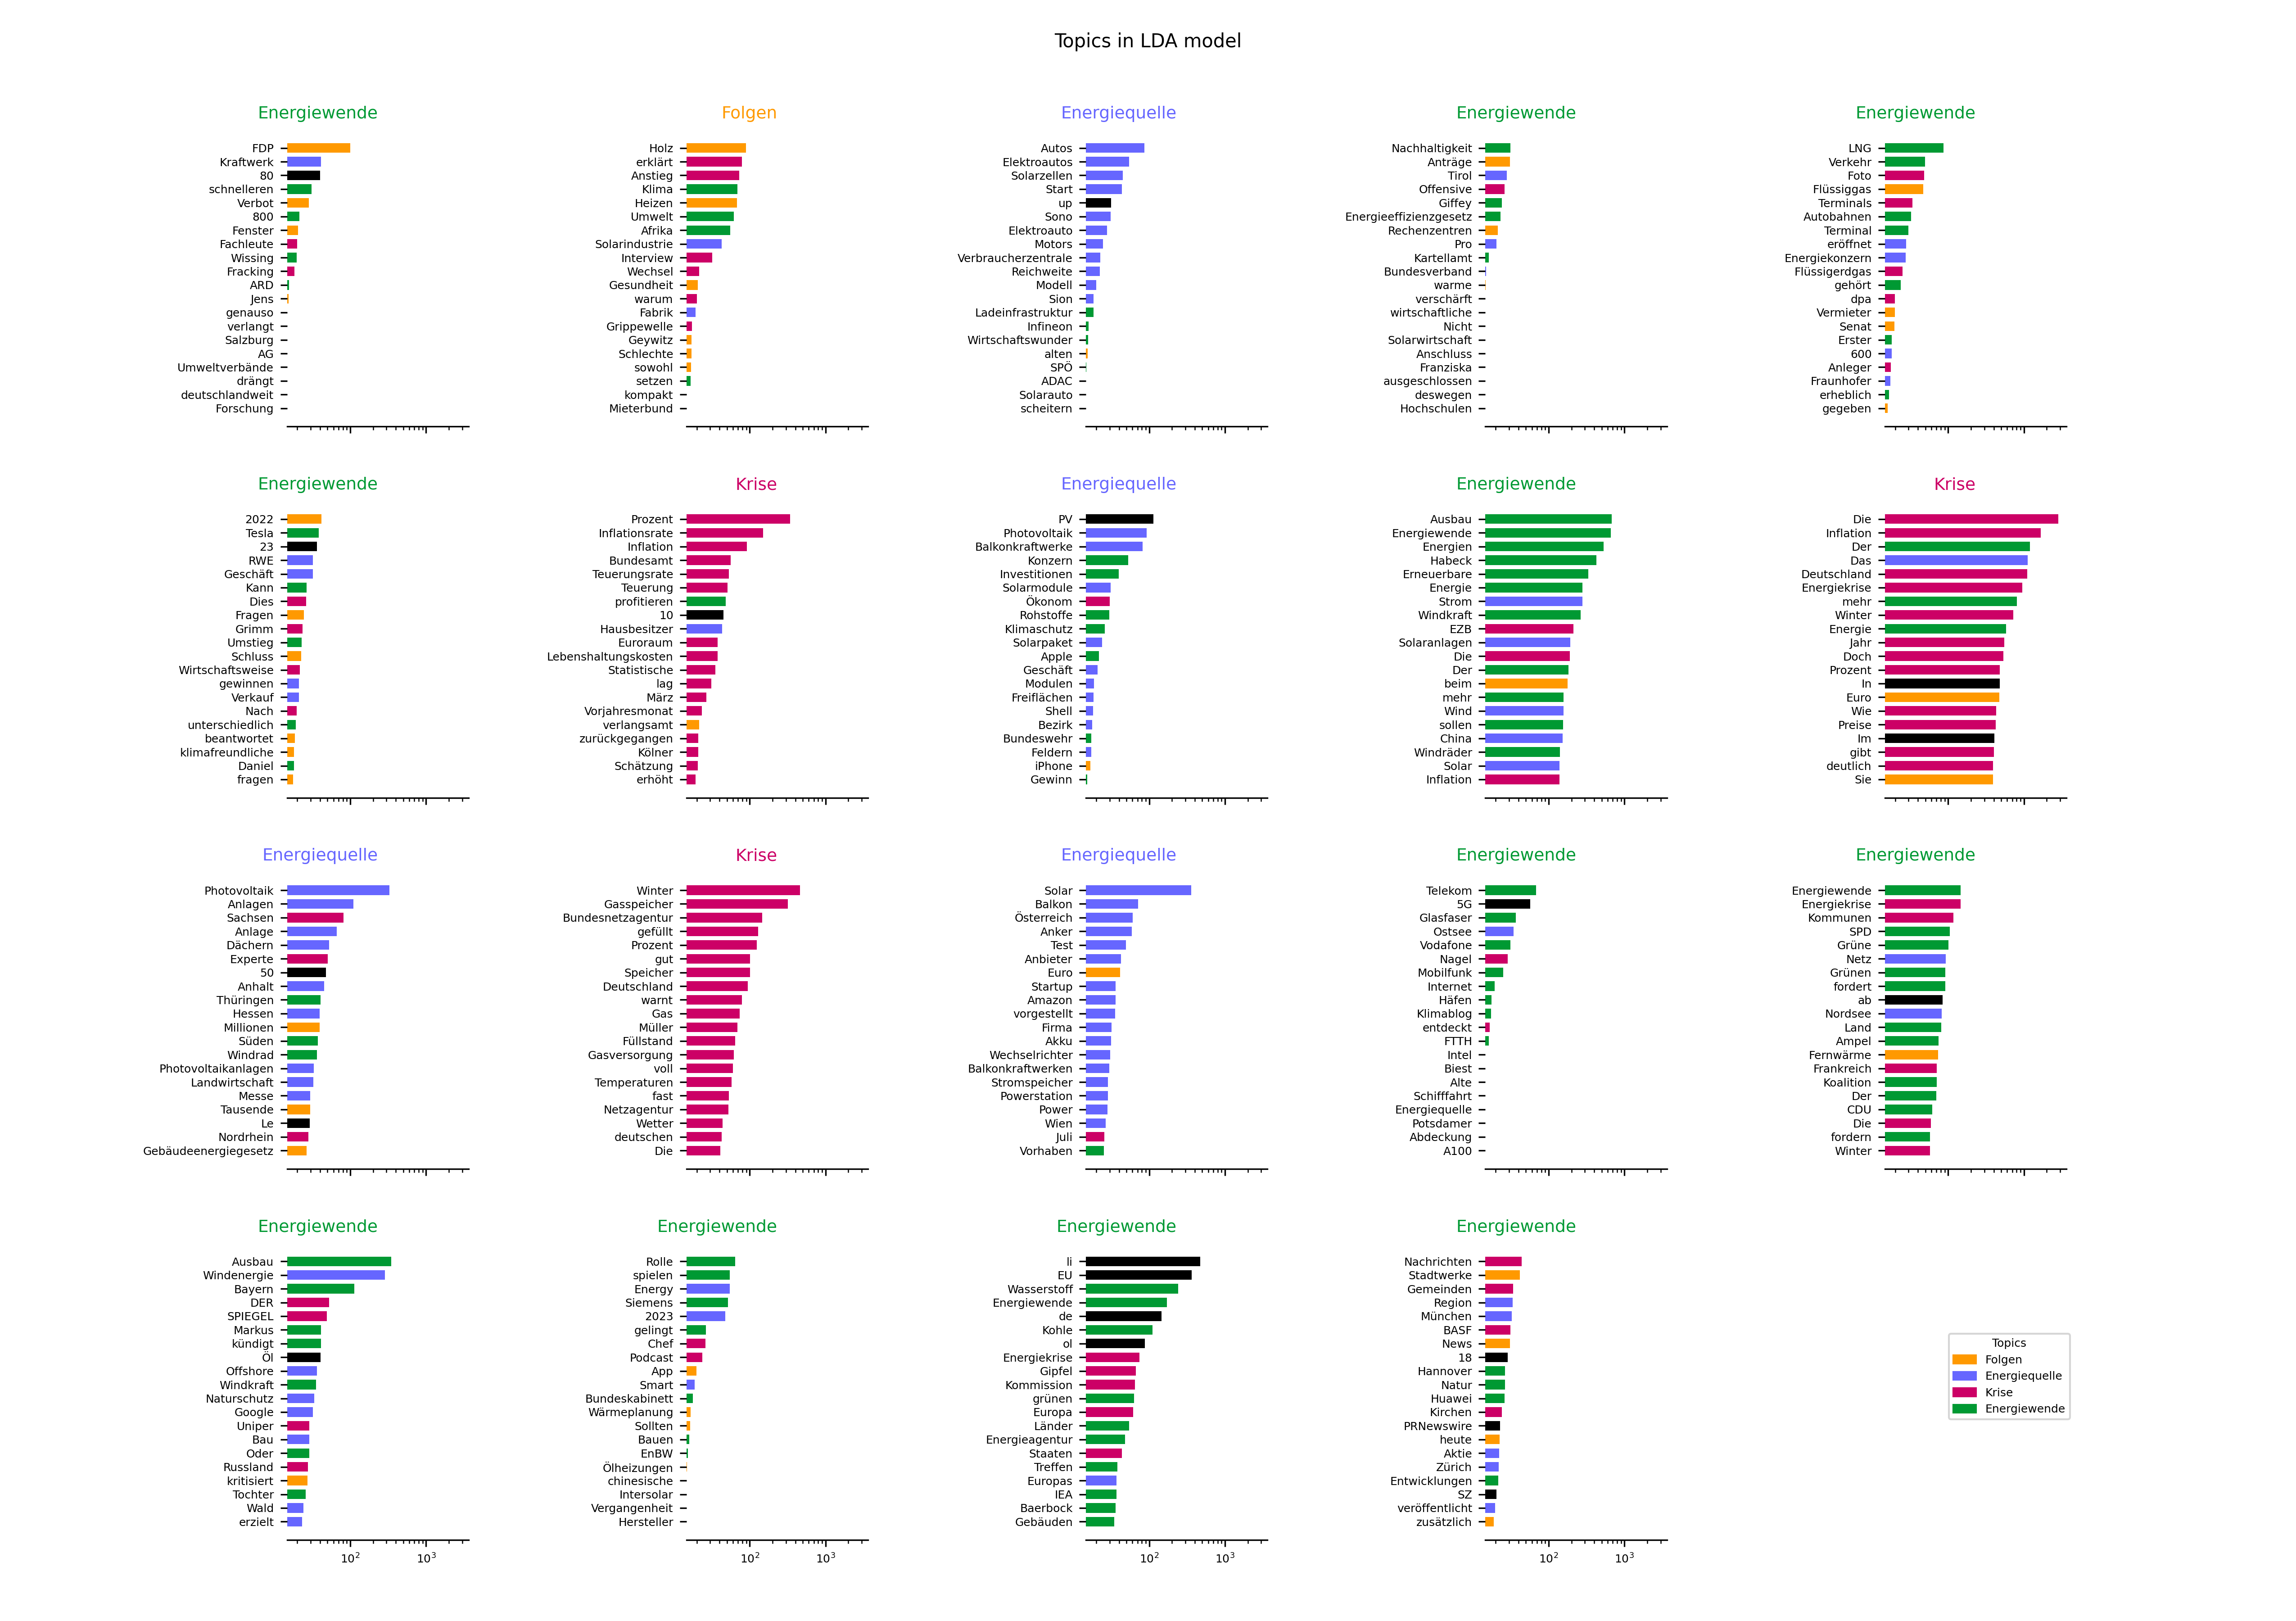 Topics in LDA model
Energiewende
FDP
Kraftwerk
80
schnelleren
Verbot
800
Fenster
Fachleute
Wissing
Fracking
ARD
Jens
genauso
verlangt
Salzburg
AG
Umweltverbände
drängt
deutschlandweit
Forschung
Folgen
Holz
erklärt
Anstieg
Klima
Heizen
Umwelt
Afrika
Solarindustrie
Interview
Wechsel
Gesundheit
warum
Fabrik
Grippewelle
Geywitz
Schlechte
sowohl
setzen
kompakt
Mieterbund
Energiequelle
Autos
Elektroautos
Solarzellen
Start
up
Sono
Elektroauto
Motors
Verbraucherzentrale
Reichweite
Modell
Sion
Ladeinfrastruktur
Infineon
Wirtschaftswunder
alten
SPÖ
ADAC
Solarauto
scheitern
Energiewende
Nachhaltigkeit
Anträge
Tirol
Offensive
Giffey
Energieeffizienzgesetz
Rechenzentren
Pro
Kartellamt
Bundesverband
warme
verschärft
wirtschaftliche
Nicht
Solarwirtschaft
Anschluss
Franziska
ausgeschlossen
deswegen
Hochschulen
Energiewende
LNG
Verkehr
Foto
Flüssiggas
Terminals
Autobahnen
Terminal
eröffnet
Energiekonzern
Flüssigerdgas
gehört
dpa
Vermieter
Senat
Erster
600
Anleger
Fraunhofer
erheblich
gegeben
Energiewende
2022
Tesla
23
RWE
Geschäft
Kann
Dies
Fragen
Grimm
Umstieg
Schluss
Wirtschaftsweise
gewinnen
Verkauf
Nach
unterschiedlich
beantwortet
klimafreundliche
Daniel
fragen
Krise
Prozent
Inflationsrate
Inflation
Bundesamt
Teuerungsrate
Teuerung
profitieren
10
Hausbesitzer
Euroraum
Lebenshaltungskosten
Statistische
lag
März
Vorjahresmonat
verlangsamt
zurückgegangen
Kölner
Schätzung
erhöht
Energiequelle
PV
Photovoltaik
Balkonkraftwerke
Konzern
Investitionen
Solarmodule
Ökonom
Rohstoffe
Klimaschutz
Solarpaket
Apple
Geschäft
Modulen
Freiflächen
Shell
Bezirk
Bundeswehr
Feldern
iPhone
Gewinn
Energiewende
Ausbau
Energiewende
Energien
Habeck
Erneuerbare
Energie
Strom
Windkraft
EZB
Solaranlagen
Die
Der
beim
mehr
Wind
sollen
China
Windräder
Solar
Inflation
Krise
Die
Inflation
Der
Das
Deutschland
Energiekrise
mehr
Winter
Energie
Jahr
Doch
Prozent
In
Euro
Wie
Preise
Im
gibt
deutlich
Sie
Energiequelle
Photovoltaik
Anlagen
Sachsen
Anlage
Dächern
Experte
50
Anhalt
Thüringen
Hessen
Millionen
Süden
Windrad
Photovoltaikanlagen
Landwirtschaft
Messe
Tausende
Le
Nordrhein
Gebäudeenergiegesetz
Krise
Winter
Gasspeicher
Bundesnetzagentur
gefüllt
Prozent
gut
Speicher
Deutschland
warnt
Gas
Müller
Füllstand
Gasversorgung
voll
Temperaturen
fast
Netzagentur
Wetter
deutschen
Die
Energiequelle
Solar
Balkon
Österreich
Anker
Test
Anbieter
Euro
Startup
Amazon
vorgestellt
Firma
Akku
Wechselrichter
Balkonkraftwerken
Stromspeicher
Powerstation
Power
Wien
Juli
Vorhaben
Energiewende
Telekom
5G
Glasfaser
Ostsee
Vodafone
Nagel
Mobilfunk
Internet
Häfen
Klimablog
entdeckt
FTTH
Intel
Biest
Alte
Schifffahrt
Energiequelle
Potsdamer
Abdeckung
A100
Energiewende
Energiewende
Energiekrise
Kommunen
SPD
Grüne
Netz
Grünen
fordert
ab
Nordsee
Land
Ampel
Fernwärme
Frankreich
Koalition
Der
CDU
Die
fordern
Winter
Energiewende
Ausbau
Windenergie
Bayern
DER
SPIEGEL
Markus
kündigt
Öl
Offshore
Windkraft
Naturschutz
Google
Uniper
Bau
Oder
Russland
kritisiert
Tochter
Wald
erzielt
10² 10³
Energiewende
Rolle
spielen
Energy
Siemens
2023
gelingt
Chef
Podcast
App
Smart
Bundeskabinett
Wärmeplanung
Sollten
Bauen
EnBW
Ölheizungen
chinesische
Intersolar
Vergangenheit
Hersteller
10² 10³
Energiewende
li
EU
Wasserstoff
Energiewende
de
Kohle
ol
Energiekrise
Gipfel
Kommission
grünen
Europa
Länder
Energieagentur
Staaten
Treffen
Europas
IEA
Baerbock
Gebäuden
10² 10³
Energiewende
Nachrichten
Stadtwerke
Gemeinden
Region
München
BASF
News
18
Hannover
Natur
Huawei
Kirchen
PRNewswire
heute
Aktie
Zürich
Entwicklungen
SZ
veröffentlicht
zusätzlich
10² 10³
Topics
Folgen
Energiequelle
Krise
Energiewende